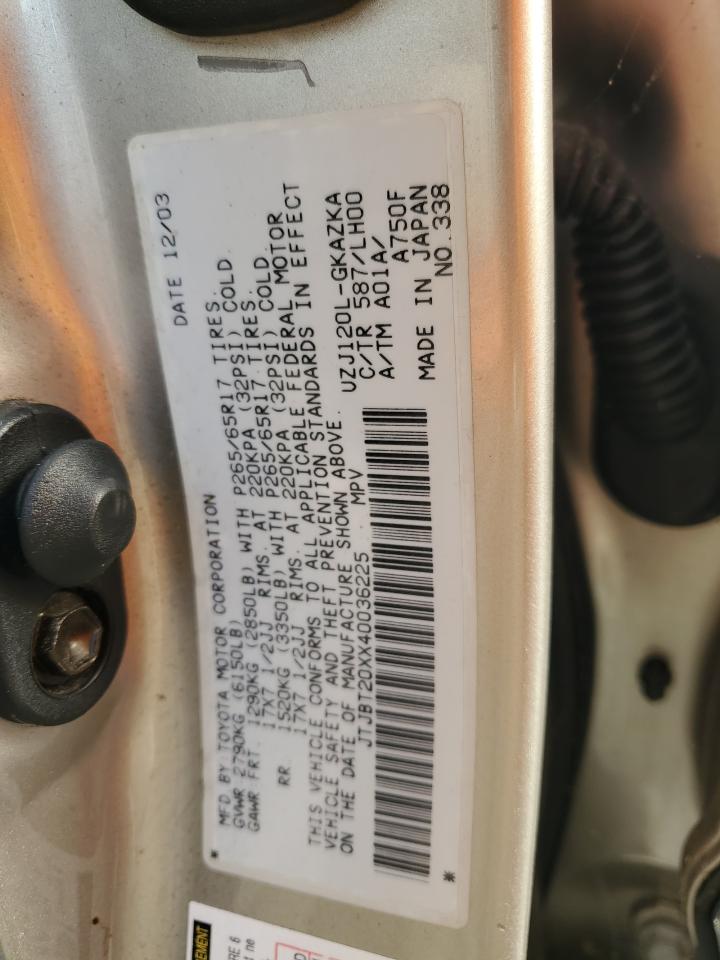 MFD BY TOYOTA MOTOR CORPORATION DATE 12/03
GVWR 2790KG (6150LB)
GAWR FRT. 1290KG (2850LB) WITH P265/65R17 TIRES.
17X7 1/2JJ RIMS. AT 220KPA (32PSI) COLD.
RR. 1520KG (3350LB) WITH P265/65R17 TIRES.
17X7 1/2JJ RIMS. AT 220KPA (32PSI) COLD.
THIS VEHICLE CONFORMS TO ALL APPLICABLE FEDERAL MOTOR
VEHICLE SAFETY AND THEFT PREVENTION STANDARDS IN EFFECT
ON THE DATE OF MANUFACTURE SHOWN ABOVE.
JTJBT20XX40036225 MPV
UZJ120L-GKAZKA
C/TR 587/LH00
A/TM A01A/
A750F
MADE IN JAPAN
NO.338